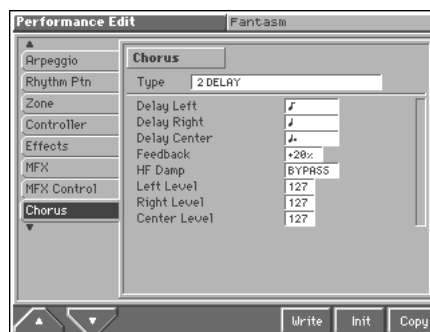 Performance Edit
Fantasm
Arpeggio
Rhythm Ptn
Zone
Controller
Effects
MFX
MFX Control
Chorus
Chorus
Type 2 DELAY
Delay Left ♪
Delay Right ♩
Delay Center ♩.
Feedback +20%
HF Damp BYPASS
Left Level 127
Right Level 127
Center Level 127
Write Init Copy